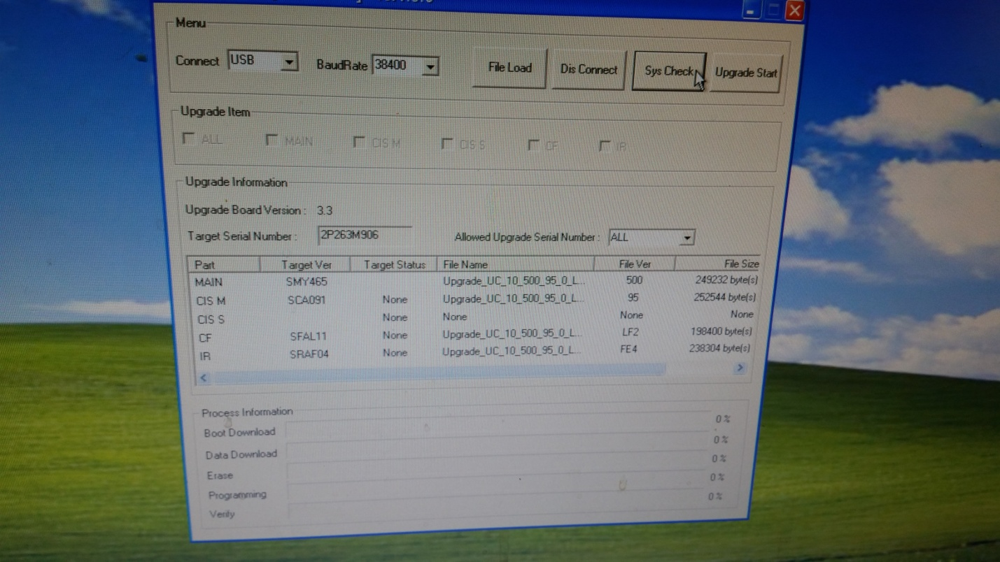 Menu
Connect USB BaudRate 38400 File Load Dis Connect Sys Check Upgrade Start
Upgrade Item
ALL MAIN CIS M CIS S CF IR
Upgrade Information
Upgrade Board Version : 3.3
Target Serial Number : 2P263M906 Allowed Upgrade Serial Number : ALL
Part Target Ver Target Status File Name File Ver File Size
MAIN SMY465 Upgrade_UC_10_500_95_0_L... 500 249232 byte(s)
CIS M SCA091 None Upgrade_UC_10_500_95_0_L... 95 252544 byte(s)
CIS S None None None None
CF SFAL11 None Upgrade_UC_10_500_95_0_L... LF2 198400 byte(s)
IR SRAF04 None Upgrade_UC_10_500_95_0_L... FE4 238304 byte(s)
Process Information
Boot Download 0 %
Data Download 0 %
Erase 0 %
Programming 0 %
Verify 0 %